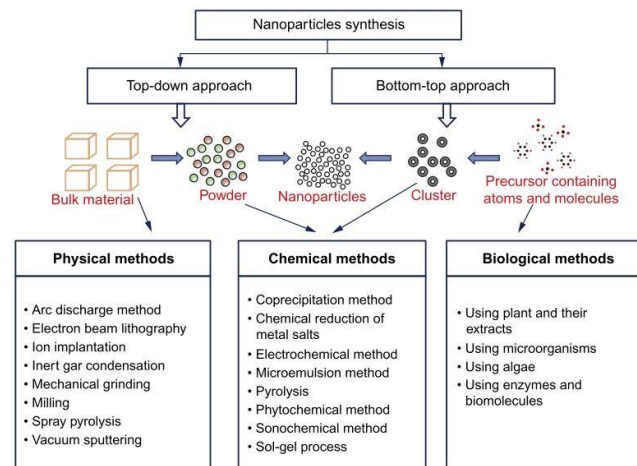 Nanoparticles synthesis
Top-down approach
Bottom-top approach
Bulk material
Powder
Nanoparticles
Cluster
Precursor containing
atoms and molecules
Physical methods
• Arc discharge method
• Electron beam lithography
• Ion implantation
• Inert gar condensation
• Mechanical grinding
• Milling
• Spray pyrolysis
• Vacuum sputtering
Chemical methods
• Coprecipitation method
• Chemical reduction of
metal salts
• Electrochemical method
• Microemulsion method
• Pyrolysis
• Phytochemical method
• Sonochemical method
• Sol-gel process
Biological methods
• Using plant and their
extracts
• Using microorganisms
• Using algae
• Using enzymes and
biomolecules